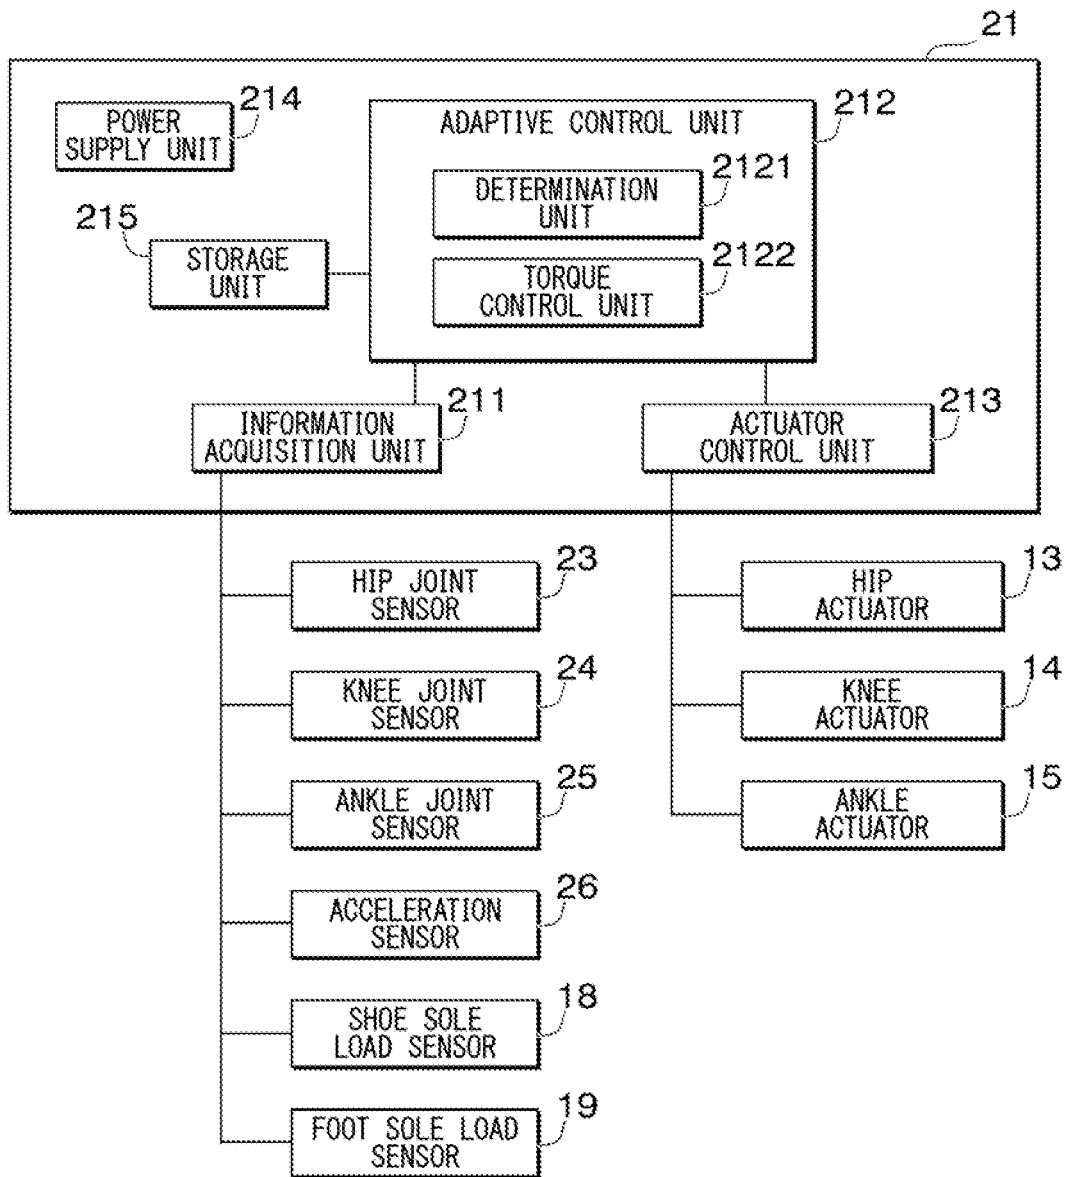 21
POWER
SUPPLY UNIT
214
ADAPTIVE CONTROL UNIT
212
DETERMINATION
UNIT
2121
TORQUE
CONTROL UNIT
2122
215
STORAGE
UNIT
INFORMATION
ACQUISITION UNIT
211
ACTUATOR
CONTROL UNIT
213
HIP JOINT
SENSOR
23
KNEE JOINT
SENSOR
24
ANKLE JOINT
SENSOR
25
ACCELERATION
SENSOR
26
SHOE SOLE
LOAD SENSOR
18
FOOT SOLE LOAD
SENSOR
19
HIP
ACTUATOR
13
KNEE
ACTUATOR
14
ANKLE
ACTUATOR
15